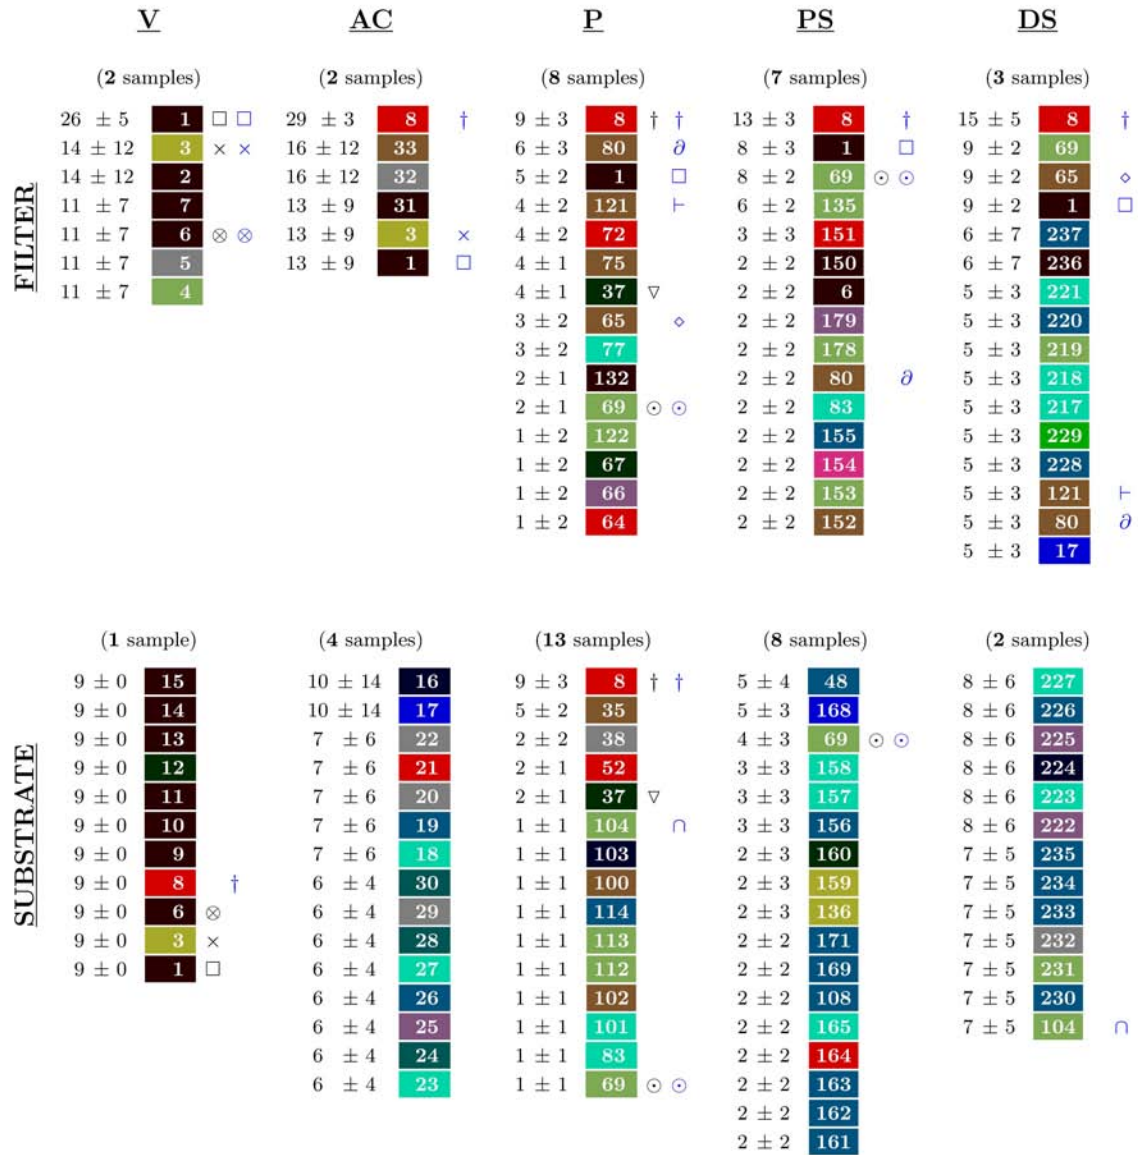 V AC P PS DS
(2 samples) (2 samples) (8 samples) (7 samples) (3 samples)
FILTER
26 ± 5 1 □ □ 29 ± 3 8 † 9 ± 3 8 † † 13 ± 3 8 † 15 ± 5 8 †
14 ± 12 3 × × 16 ± 12 33 6 ± 3 80 ∂ 8 ± 3 1 □ 9 ± 2 69
14 ± 12 2 16 ± 12 32 5 ± 2 1 □ 8 ± 2 69 ⊙ ⊙ 9 ± 2 65 ⋄
11 ± 7 7 13 ± 9 31 4 ± 2 121 ⊢ 6 ± 2 135 9 ± 2 1 □
11 ± 7 6 ⊗ ⊗ 13 ± 9 3 × 4 ± 2 72 3 ± 3 151 6 ± 7 237
11 ± 7 5 13 ± 9 1 □ 4 ± 1 75 2 ± 2 150 6 ± 7 236
11 ± 7 4 4 ± 1 37 ▽ 2 ± 2 6 5 ± 3 221
3 ± 2 65 ⋄ 2 ± 2 179 5 ± 3 220
3 ± 2 77 2 ± 2 178 5 ± 3 219
2 ± 1 132 2 ± 2 80 ∂ 5 ± 3 218
2 ± 1 69 ⊙ ⊙ 2 ± 2 83 5 ± 3 217
1 ± 2 122 2 ± 2 155 5 ± 3 229
1 ± 2 67 2 ± 2 154 5 ± 3 228
1 ± 2 66 2 ± 2 153 5 ± 3 121 ⊢
1 ± 2 64 2 ± 2 152 5 ± 3 80 ∂
5 ± 3 17
(1 sample) (4 samples) (13 samples) (8 samples) (2 samples)
SUBSTRATE
9 ± 0 15 10 ± 14 16 9 ± 3 8 † † 5 ± 4 48 8 ± 6 227
9 ± 0 14 10 ± 14 17 5 ± 2 35 5 ± 3 168 8 ± 6 226
9 ± 0 13 7 ± 6 22 2 ± 2 38 4 ± 3 69 ⊙ ⊙ 8 ± 6 225
9 ± 0 12 7 ± 6 21 2 ± 1 52 3 ± 3 158 8 ± 6 224
9 ± 0 11 7 ± 6 20 2 ± 1 37 ▽ 3 ± 3 157 8 ± 6 223
9 ± 0 10 7 ± 6 19 1 ± 1 104 ∩ 3 ± 3 156 8 ± 6 222
9 ± 0 9 7 ± 6 18 1 ± 1 103 2 ± 3 160 7 ± 5 235
9 ± 0 8 † 6 ± 4 30 1 ± 1 100 2 ± 3 159 7 ± 5 234
9 ± 0 6 ⊗ 6 ± 4 29 1 ± 1 114 2 ± 3 136 7 ± 5 233
9 ± 0 3 × 6 ± 4 28 1 ± 1 113 2 ± 2 171 7 ± 5 232
9 ± 0 1 □ 6 ± 4 27 1 ± 1 112 2 ± 2 169 7 ± 5 231
6 ± 4 26 1 ± 1 102 2 ± 2 108 7 ± 5 230
6 ± 4 25 1 ± 1 101 2 ± 2 165 7 ± 5 104 ∩
6 ± 4 24 1 ± 1 83 2 ± 2 164
6 ± 4 23 1 ± 1 69 ⊙ ⊙ 2 ± 2 163
2 ± 2 162
2 ± 2 161